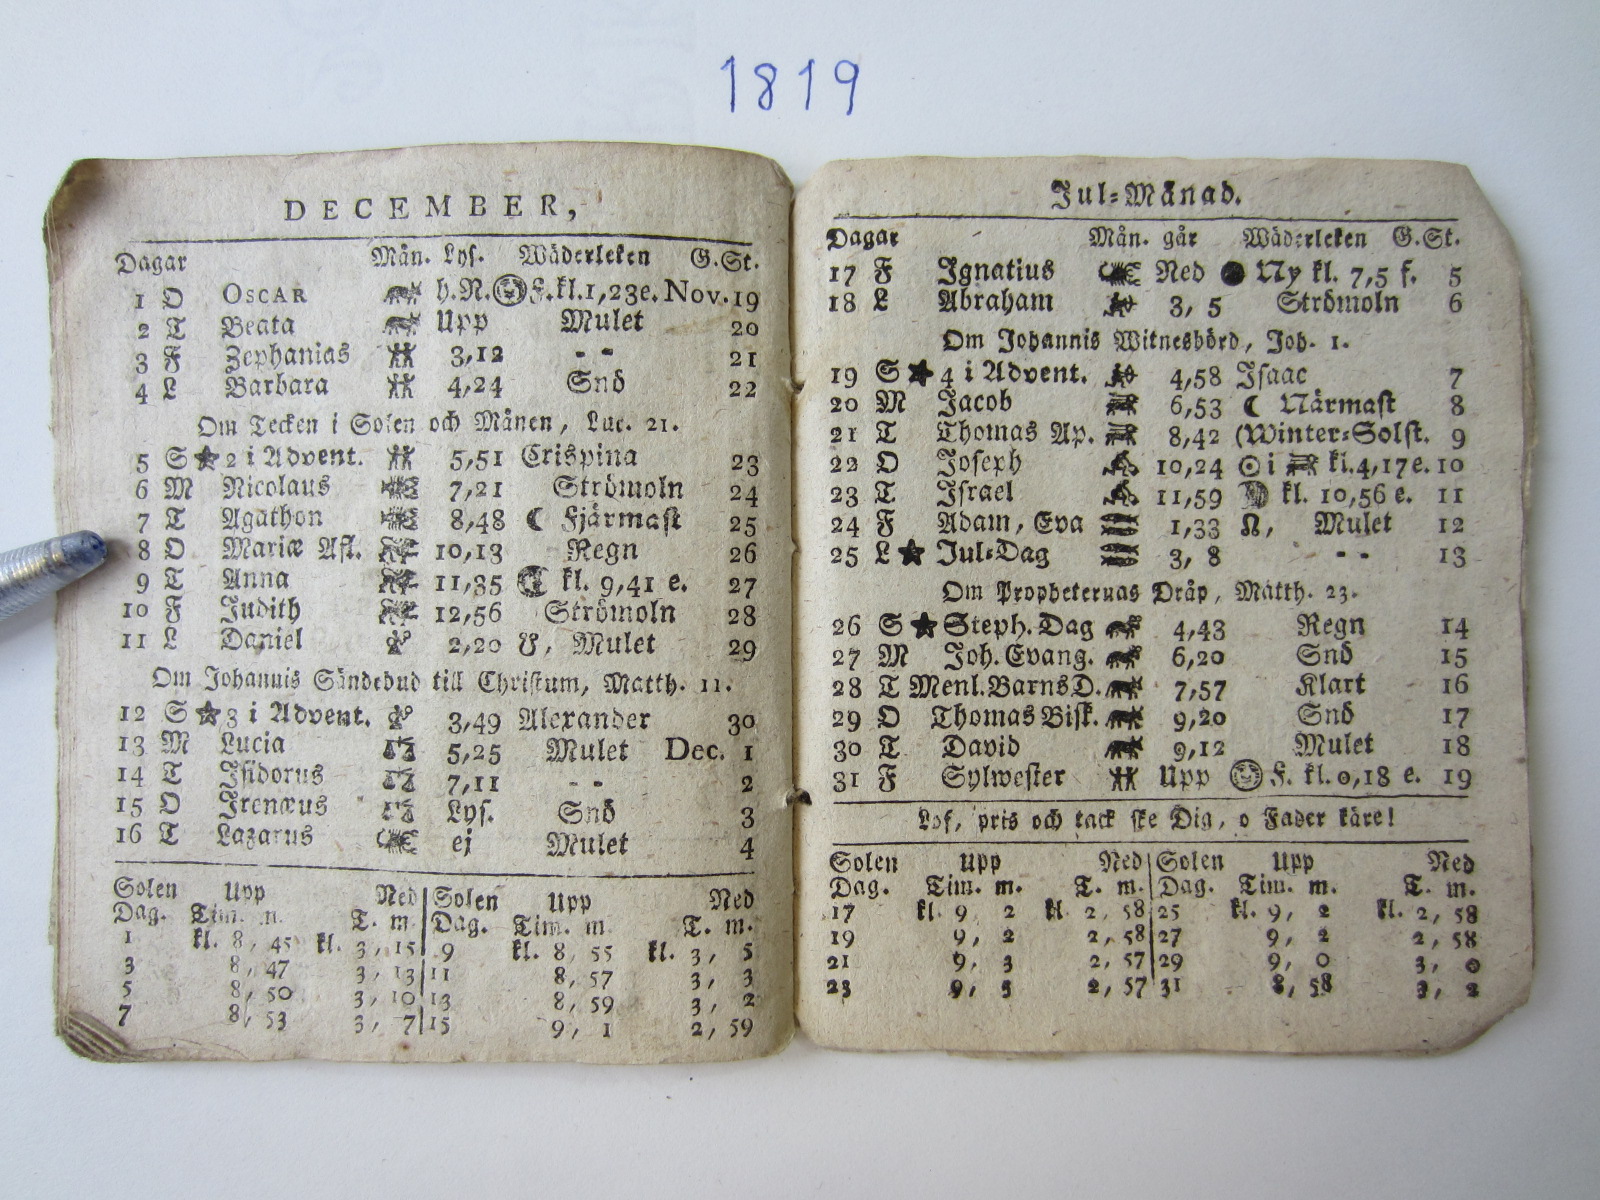 1819
DECEMBER,
Dagar Mån. Lys. Wäderleken G.St.
1 O OSCAR h.N. F.kl.1,23e. Nov. 19
2 T Beata Upp Mulet 20
3 F Zephanias 3,12 - - 21
4 L Barbara 4,24 Snö 22
Om Tecken i Solen och Månen, Luc. 21.
5 S ★ 2 i Advent. 5,51 Crispina 23
6 M Nicolaus 7,21 Strömoln 24
7 T Agathon 8,48 ☾ Fjärmast 25
8 O Mariæ Afl. 10,13 Regn 26
9 T Anna 11,35 kl. 9,41 e. 27
10 F Judith 12,56 Strömoln 28
11 L Daniel 2,20 ☋, Mulet 29
Om Johannis Sändebud till Christum, Matth. 11.
12 S ★ 3 i Advent. 3,49 Alexander 30
13 M Lucia 5,25 Mulet Dec. 1
14 T Isidorus 7,11 - - 2
15 O Irenæus Lys. Snö 3
16 T Lazarus ej Mulet 4
Solen Upp Ned Solen Upp Ned
Dag. Tim. m. T. m. Dag. Tim. m. T. m.
1 kl. 8, 45 kl. 3, 15 9 kl. 8, 55 kl. 3, 5
3 8, 47 3, 13 11 8, 57 3, 3
5 8, 50 3, 10 13 8, 59 3, 2
7 8, 53 3, 7 15 9, 1 2, 59
Jul-Månad.
Dagar Mån. går Wäderleken G.St.
17 F Ignatius Ned ● Ny kl. 7,5 f. 5
18 L Abraham 3, 5 Strömoln 6
Om Johannis Witnesbörd, Joh. 1.
19 S ★ 4 i Advent. 4,58 Isaac 7
20 M Jacob 6,53 ☾ Närmast 8
21 T Thomas Ap. 8,42 (Winter-Solst. 9
22 O Joseph 10,24 ☉ i ♑ kl.4,17e. 10
23 T Israel 11,59 kl. 10,56 e. 11
24 F Adam, Eva 1,33 ☊, Mulet 12
25 L ★ Jul-Dag 3, 8 - - 13
Om Propheternas Dråp, Matth. 23.
26 S ★ Steph. Dag 4,43 Regn 14
27 M Joh. Evang. 6,20 Snö 15
28 T Menl. Barns D. 7,57 Klart 16
29 O Thomas Bisk. 9,20 Snö 17
30 T David 9,12 Mulet 18
31 F Sylwester Upp F. kl. 0,18 e. 19
Lof, pris och tack ske Dig, o Fader käre!
Solen Upp Ned Solen Upp Ned
Dag. Tim. m. T. m. Dag. Tim. m. T. m.
17 kl. 9, 2 kl. 2, 58 25 kl. 9, 2 kl. 2, 58
19 9, 2 2, 58 27 9, 2 2, 58
21 9, 3 2, 57 29 9, 0 3, 0
23 9, 3 2, 57 31 8, 58 3, 2